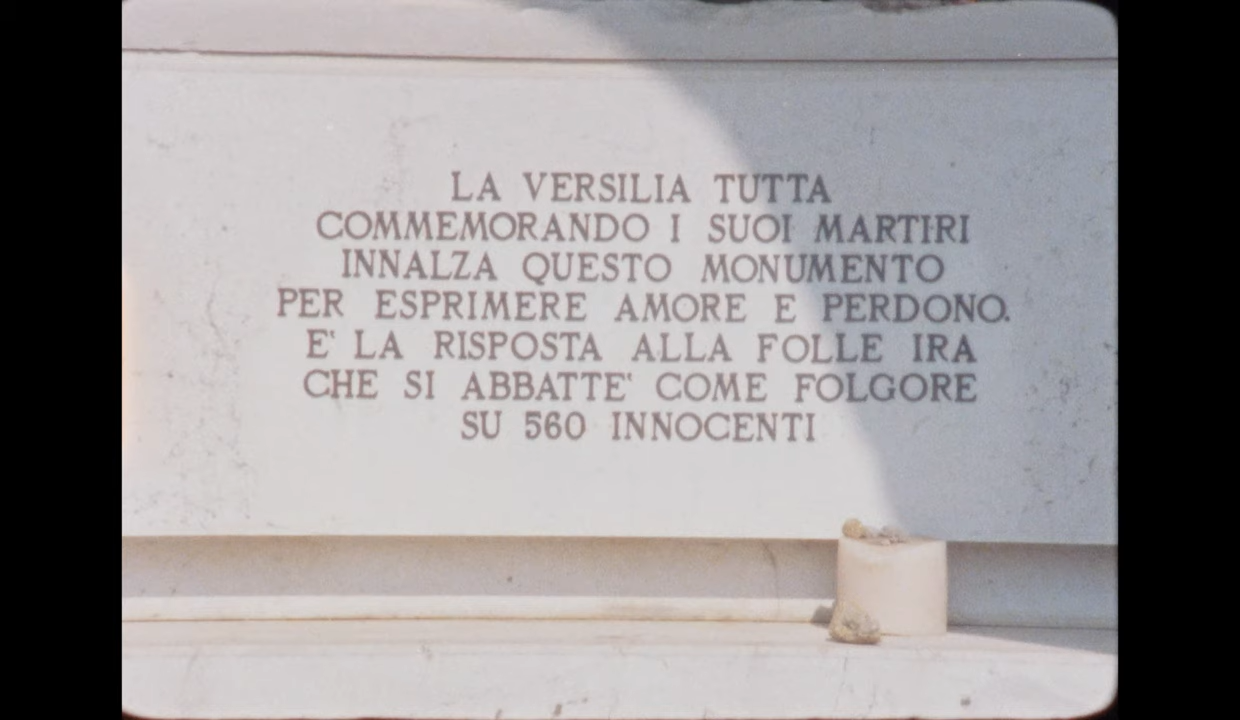 LA VERSILIA TUTTA
COMMEMORANDO I SUOI MARTIRI
INNALZA QUESTO MONUMENTO
PER ESPRIMERE AMORE E PERDONO.
E' LA RISPOSTA ALLA FOLLE IRA
CHE SI ABBATTE' COME FOLGORE
SU 560 INNOCENTI